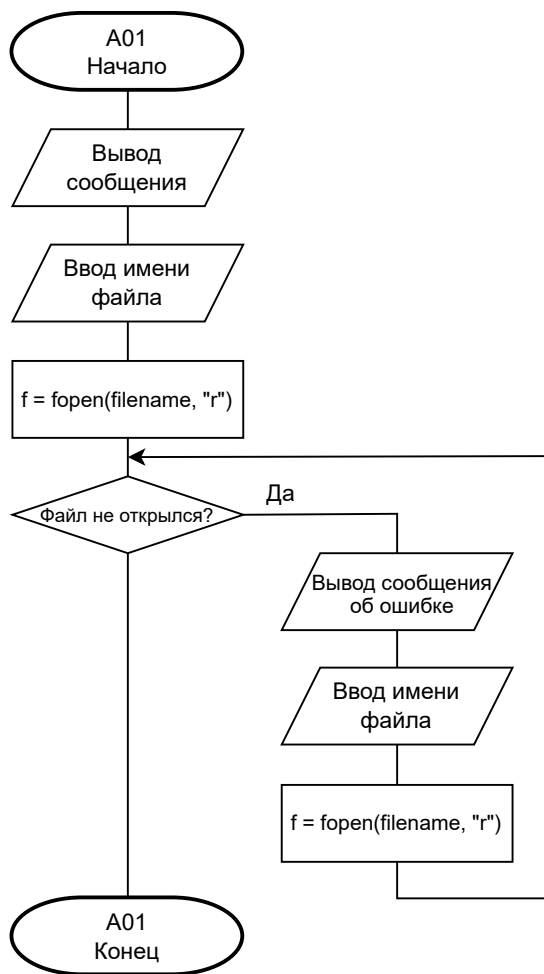 A01
Начало
Вывод
сообщения
Ввод имени
файла
f = fopen(filename, "r")
Файл не открылся?
Да
Вывод сообщения
об ошибке
Ввод имени
файла
f = fopen(filename, "r")
A01
Конец